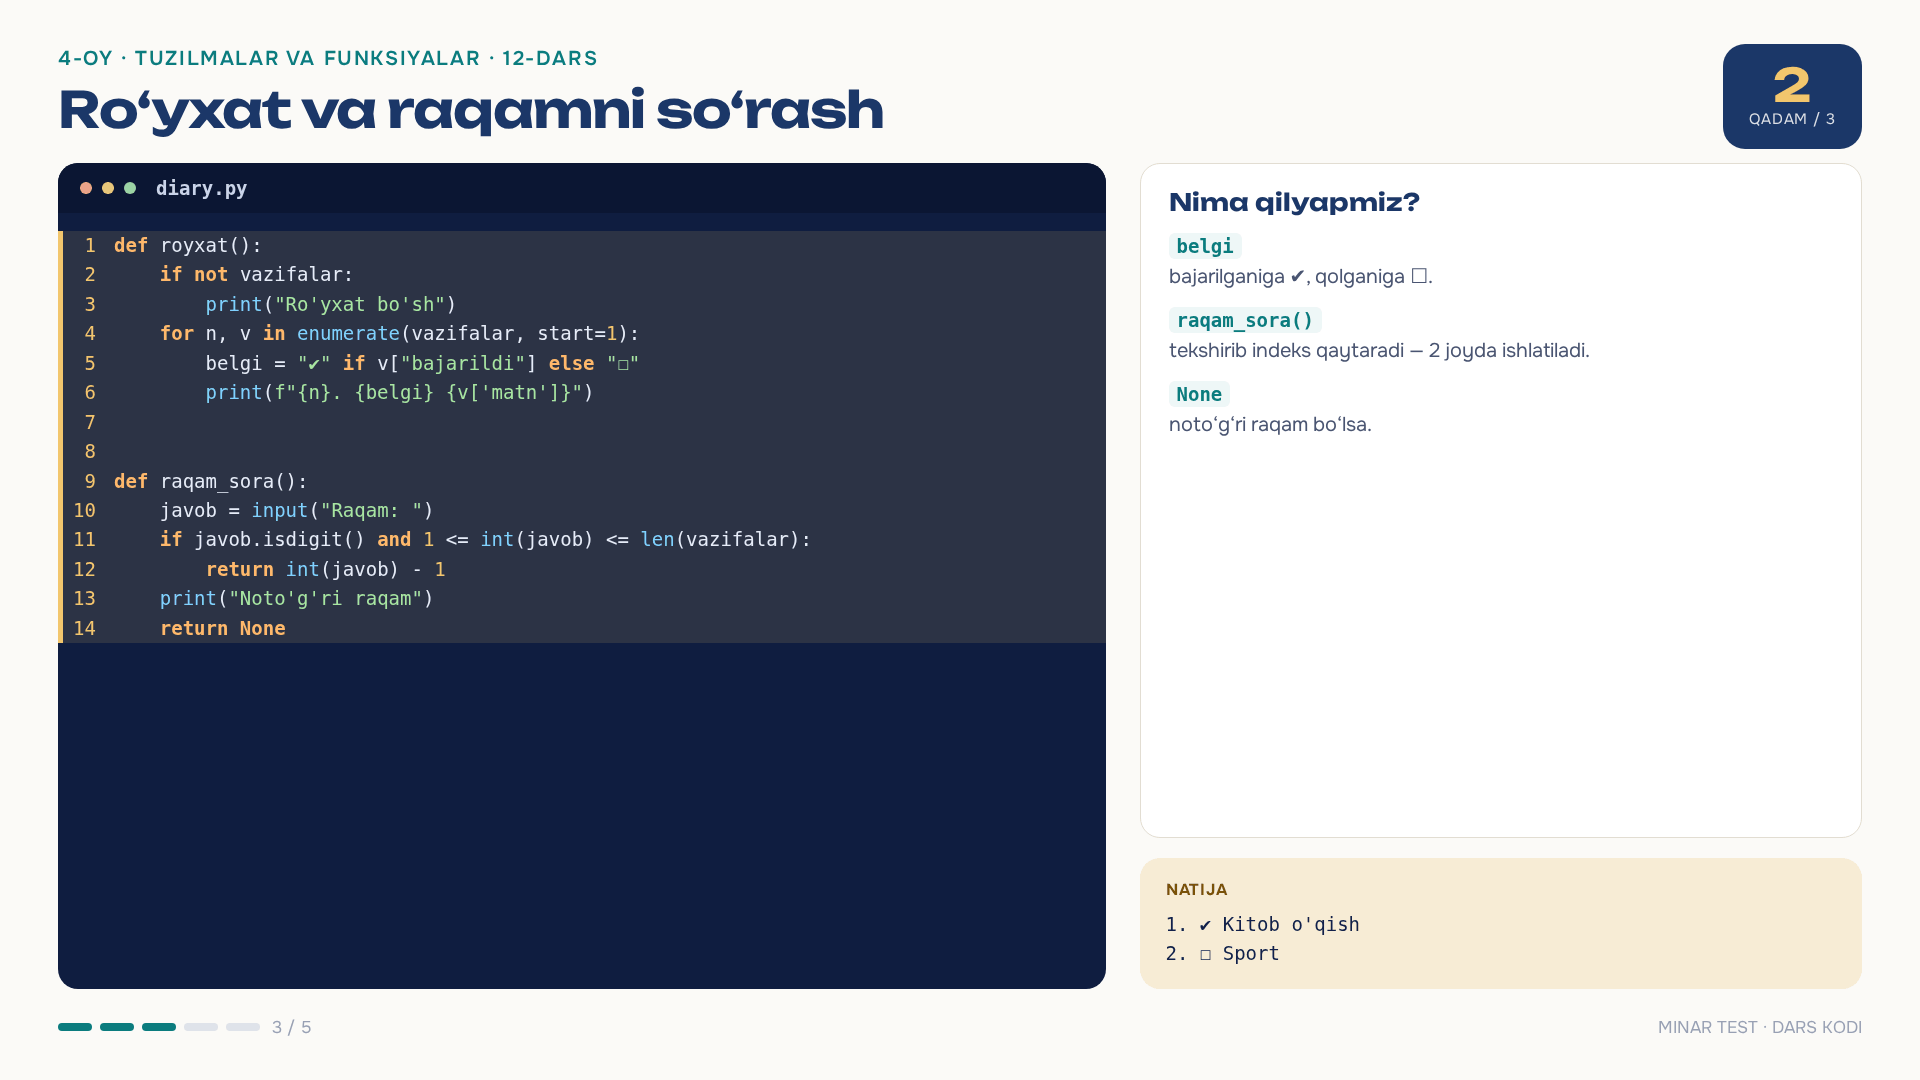 4-OY · TUZILMALAR VA FUNKSIYALAR · 12-DARS
Ro‘yxat va raqamni so‘rash
2
QADAM / 3
diary.py
1 def royxat():
2     if not vazifalar:
3         print("Ro'yxat bo'sh")
4     for n, v in enumerate(vazifalar, start=1):
5         belgi = "✔" if v["bajarildi"] else "☐"
6         print(f"{n}. {belgi} {v['matn']}")
7
8
9 def raqam_sora():
10     javob = input("Raqam: ")
11     if javob.isdigit() and 1 <= int(javob) <= len(vazifalar):
12         return int(javob) - 1
13     print("Noto'g'ri raqam")
14     return None
Nima qilyapmiz?
belgi
bajarilganiga ✔, qolganiga ☐.
raqam_sora()
tekshirib indeks qaytaradi — 2 joyda ishlatiladi.
None
noto‘g‘ri raqam bo‘lsa.
NATIJA
1. ✔ Kitob o'qish
2. ☐ Sport
3 / 5
MINAR TEST · DARS KODI